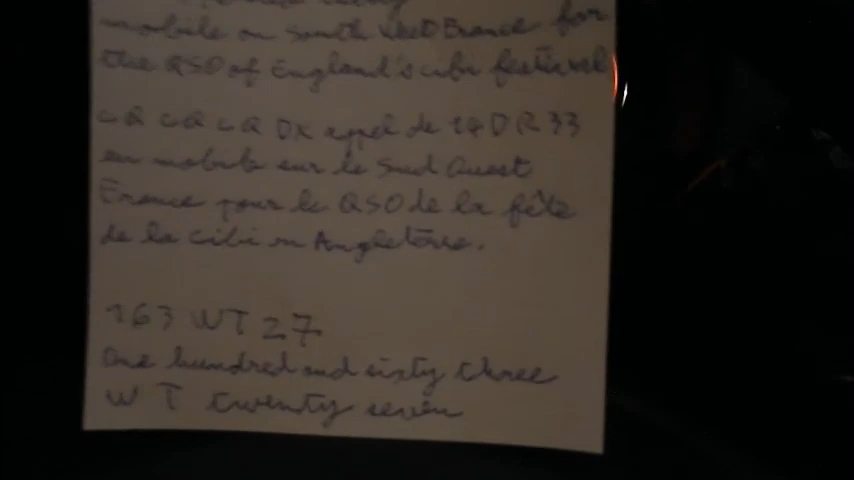 mobile on south West France for
the QSO of England's cibi festival
CQ CQ CQ DX appel de 14 DR 33
en mobile sur le Sud Ouest
France pour le QSO de la fête
de la cibi en Angleterre.
163 WT 27
One hundred and sixty three
W T twenty seven